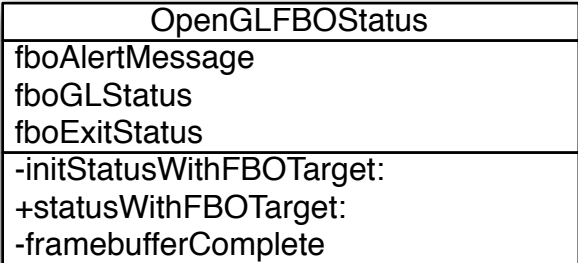 OpenGLFBOStatus
fboAlertMessage
fboGLStatus
fboExitStatus
-initStatusWithFBOTarget:
+statusWithFBOTarget:
-framebufferComplete